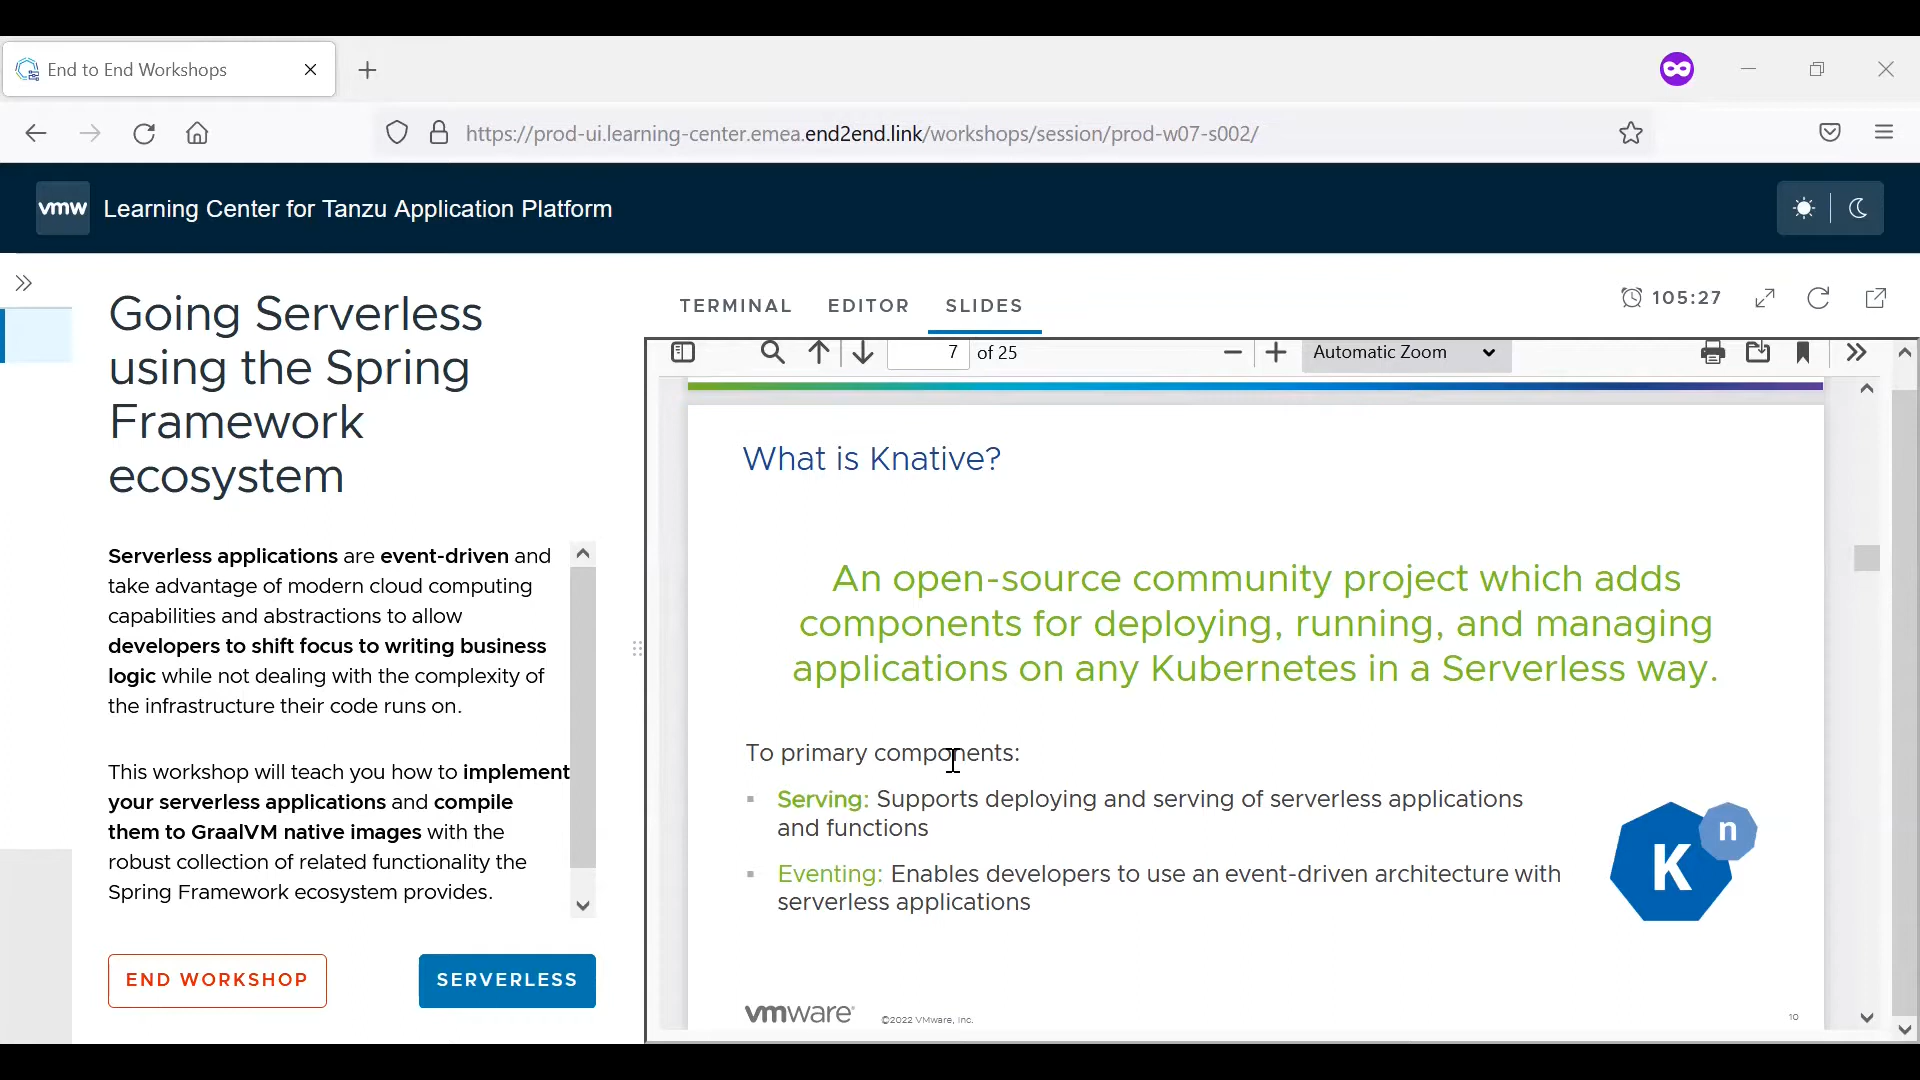 End to End Workshops
https://prod-ui.learning-center.emea.end2end.link/workshops/session/prod-w07-s002/
vmw Learning Center for Tanzu Application Platform
Going Serverless
using the Spring
Framework
ecosystem
Serverless applications are event-driven and
take advantage of modern cloud computing
capabilities and abstractions to allow
developers to shift focus to writing business
logic while not dealing with the complexity of
the infrastructure their code runs on.
This workshop will teach you how to implement
your serverless applications and compile
them to GraalVM native images with the
robust collection of related functionality the
Spring Framework ecosystem provides.
END WORKSHOP
SERVERLESS
TERMINAL EDITOR SLIDES
105:27
7 of 25
Automatic Zoom
What is Knative?
An open-source community project which adds
components for deploying, running, and managing
applications on any Kubernetes in a Serverless way.
To primary components:
Serving: Supports deploying and serving of serverless applications
and functions
Eventing: Enables developers to use an event-driven architecture with
serverless applications
K n
vmware
©2022 VMware, Inc.
10